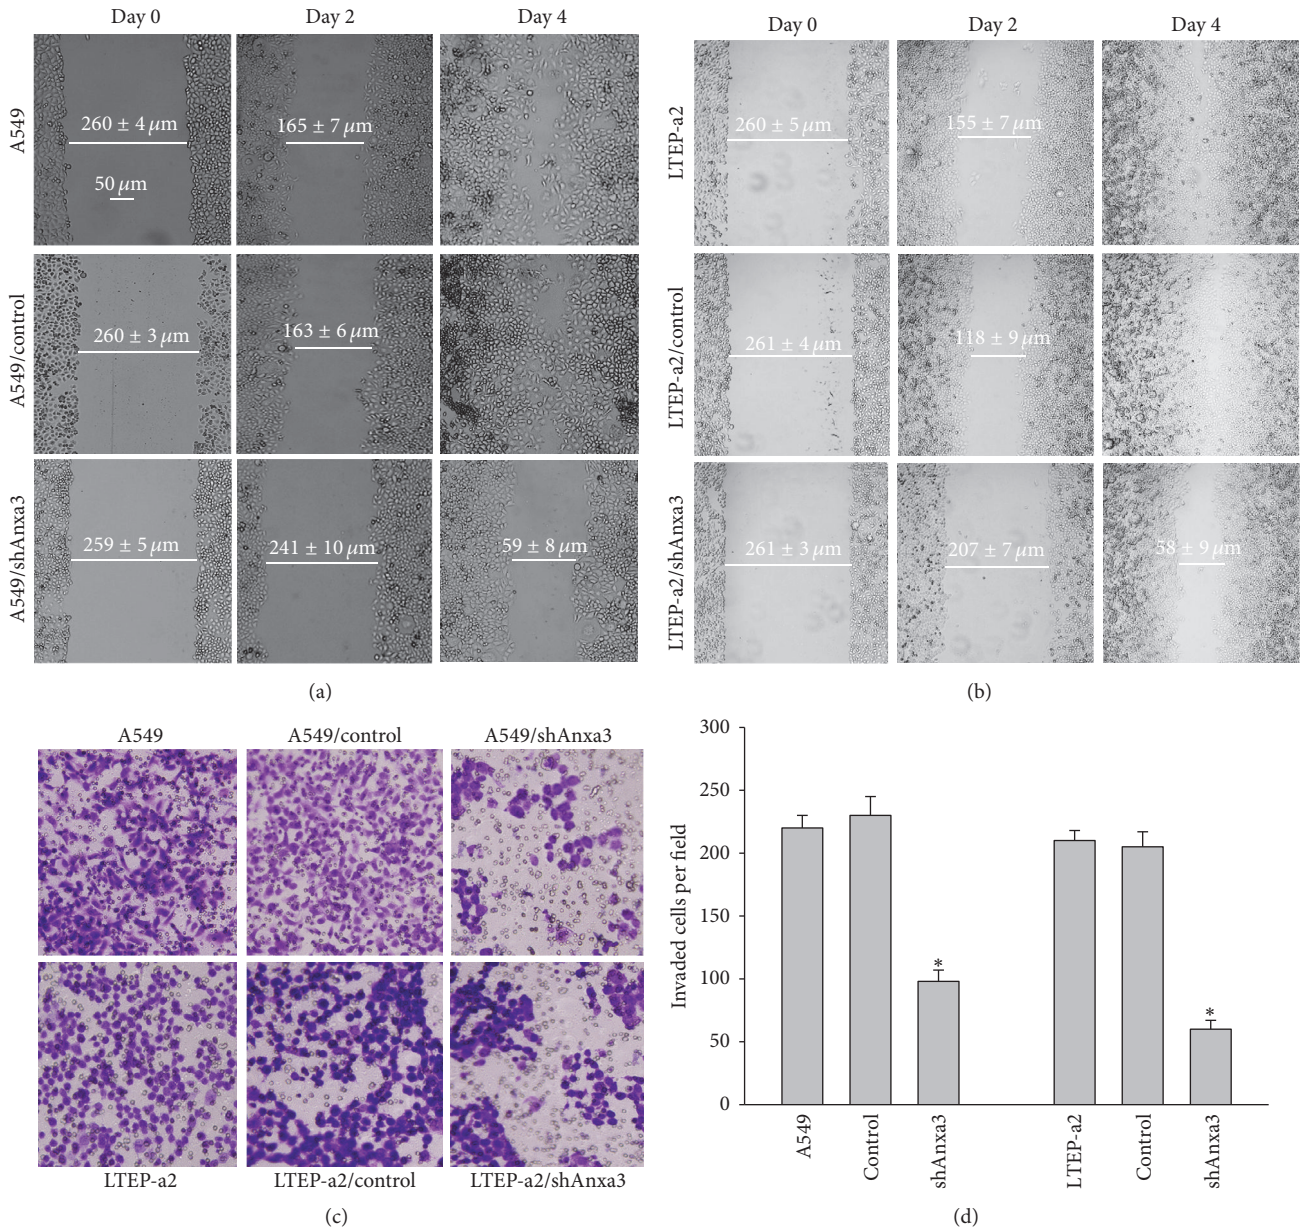 Day 0 Day 2 Day 4
A549
260 ± 4 μm
165 ± 7 μm
50 μm
A549/control
260 ± 3 μm
163 ± 6 μm
A549/shAnxa3
259 ± 5 μm
241 ± 10 μm
59 ± 8 μm
(a)
Day 0 Day 2 Day 4
LTEP-a2
260 ± 5 μm
155 ± 7 μm
LTEP-a2/control
261 ± 4 μm
118 ± 9 μm
LTEP-a2/shAnxa3
261 ± 3 μm
207 ± 7 μm
58 ± 9 μm
(b)
A549 A549/control A549/shAnxa3
LTEP-a2 LTEP-a2/control LTEP-a2/shAnxa3
(c)
Invaded cells per field
300
250
200
150
100
50
0
*
*
A549
Control
shAnxa3
LTEP-a2
Control
shAnxa3
(d)